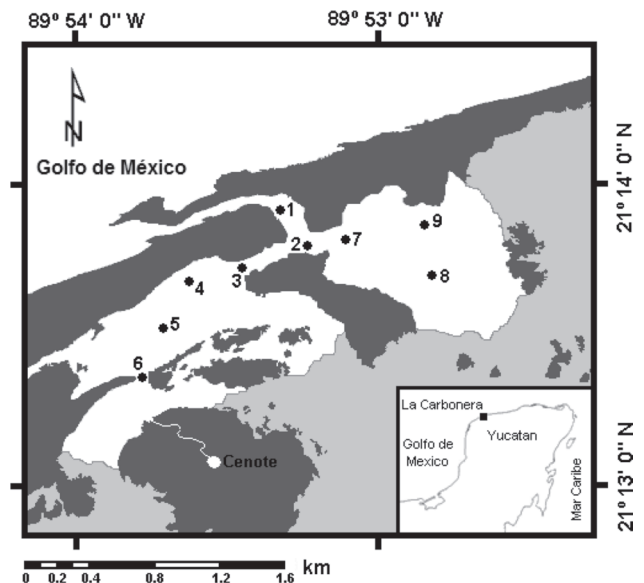 89º 54' 0'' W
89º 53' 0'' W
N
Golfo de México
21º 14' 0'' N
1
2
7
9
3
4
8
5
6
Cenote
La Carbonera
Golfo de
Mexico
Yucatan
Mar Caribe
21º 13' 0'' N
0 0.2 0.4 0.8 1.2 1.6 km